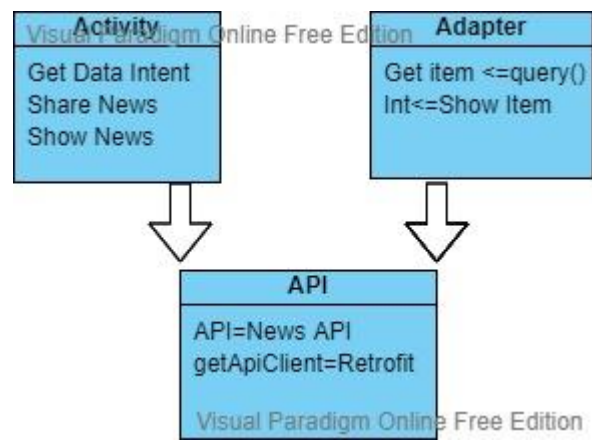 Visual Paradigm Online Free Edition
Activity
Get Data Intent
Share News
Show News
Adapter
Get item <=query()
Int<=Show Item
API
API=News API
getApiClient=Retrofit
Visual Paradigm Online Free Edition